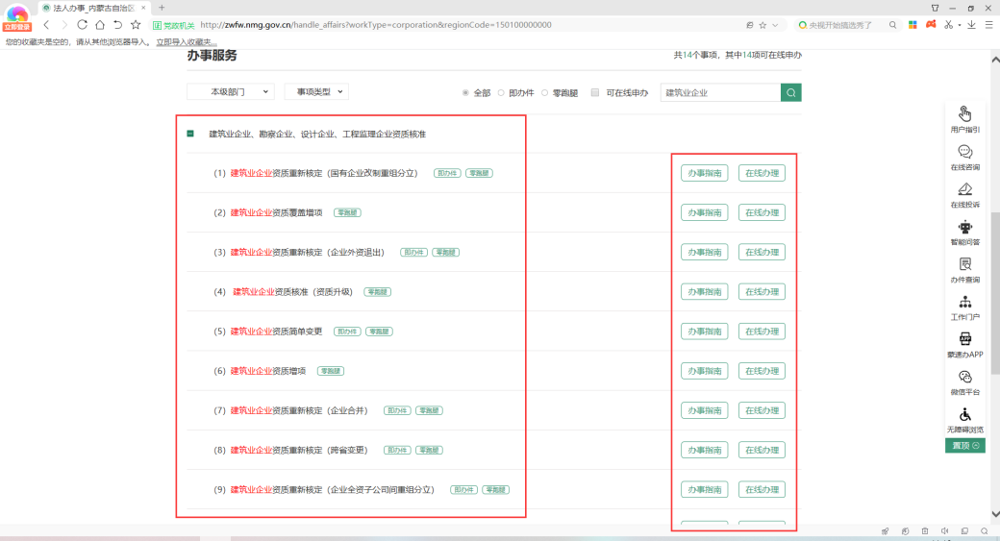 法人办事_内蒙古自治区
立即登录
证 党政机关 http://zwfw.nmg.gov.cn/handle_affairs?workType=corporation&regionCode=150100000000
央视开始搞选秀了
您的收藏夹是空的，请从其他浏览器导入。 立即导入收藏夹...
办事服务
共14个事项，其中14项可在线申办
本级部门 事项类型 全部 即办件 零跑腿 可在线申办 建筑业企业
建筑业企业、勘察企业、设计企业、工程监理企业资质核准
(1) 建筑业企业资质重新核定（国有企业改制重组分立） 即办件 零跑腿 办事指南 在线办理
(2) 建筑业企业资质覆盖增项 零跑腿 办事指南 在线办理
(3) 建筑业企业资质重新核定（企业外资退出） 即办件 零跑腿 办事指南 在线办理
(4) 建筑业企业资质核准（资质升级） 零跑腿 办事指南 在线办理
(5) 建筑业企业资质简单变更 即办件 零跑腿 办事指南 在线办理
(6) 建筑业企业资质增项 零跑腿 办事指南 在线办理
(7) 建筑业企业资质重新核定（企业合并） 即办件 零跑腿 办事指南 在线办理
(8) 建筑业企业资质重新核定（跨省变更） 即办件 零跑腿 办事指南 在线办理
(9) 建筑业企业资质重新核定（企业全资子公司间重组分立） 即办件 零跑腿 办事指南 在线办理
用户指引
在线咨询
在线投诉
智能问答
办件查询
工作门户
APP
蒙速办APP
微信平台
无障碍浏览
置顶